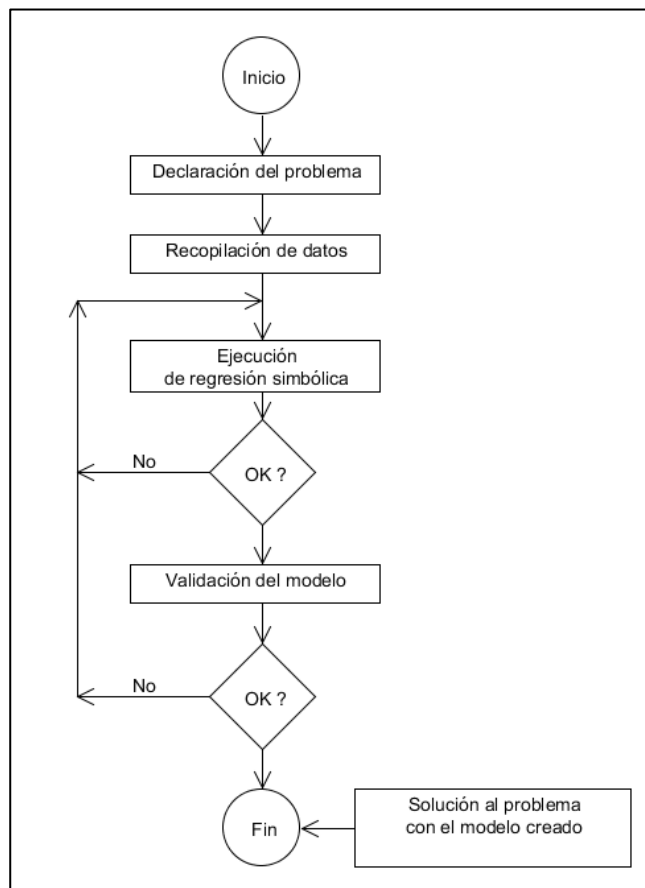 Inicio
Declaración del problema
Recopilación de datos
Ejecución
de regresión simbólica
No
OK ?
Validación del modelo
No
OK ?
Fin
Solución al problema
con el modelo creado